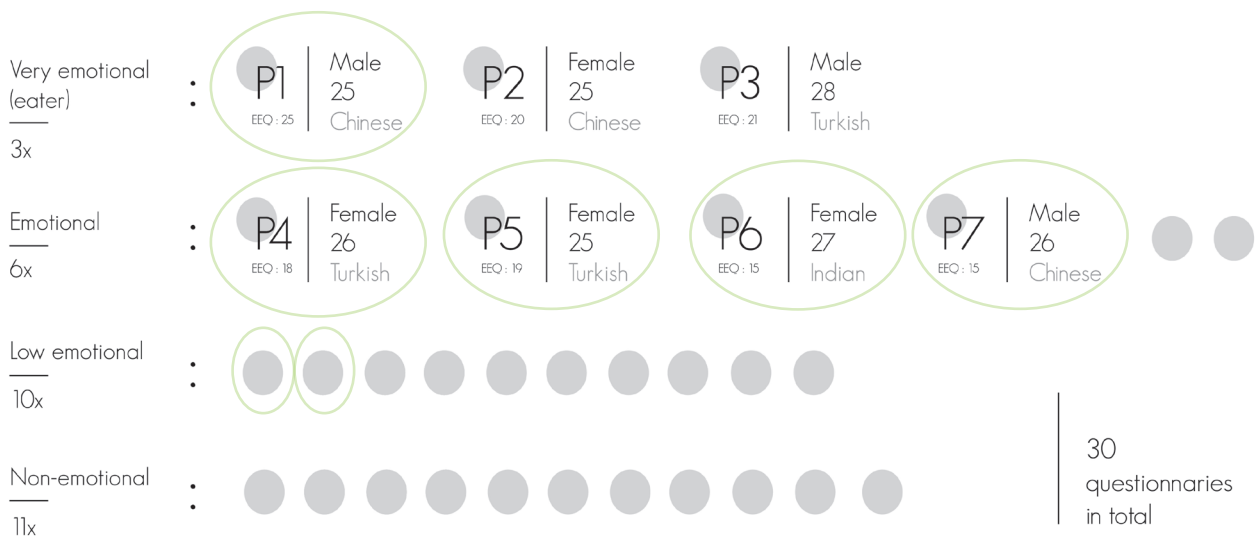 Very emotional
(eater)
:
3x
P1
EEQ : 25
Male
25
Chinese
P2
EEQ : 20
Female
25
Chinese
P3
EEQ : 21
Male
28
Turkish
Emotional
:
6x
P4
EEQ : 18
Female
26
Turkish
P5
EEQ : 19
Female
25
Turkish
P6
EEQ : 15
Female
27
Indian
P7
EEQ : 15
Male
26
Chinese
Low emotional
:
10x
Non-emotional
:
11x
30
questionnaries
in total